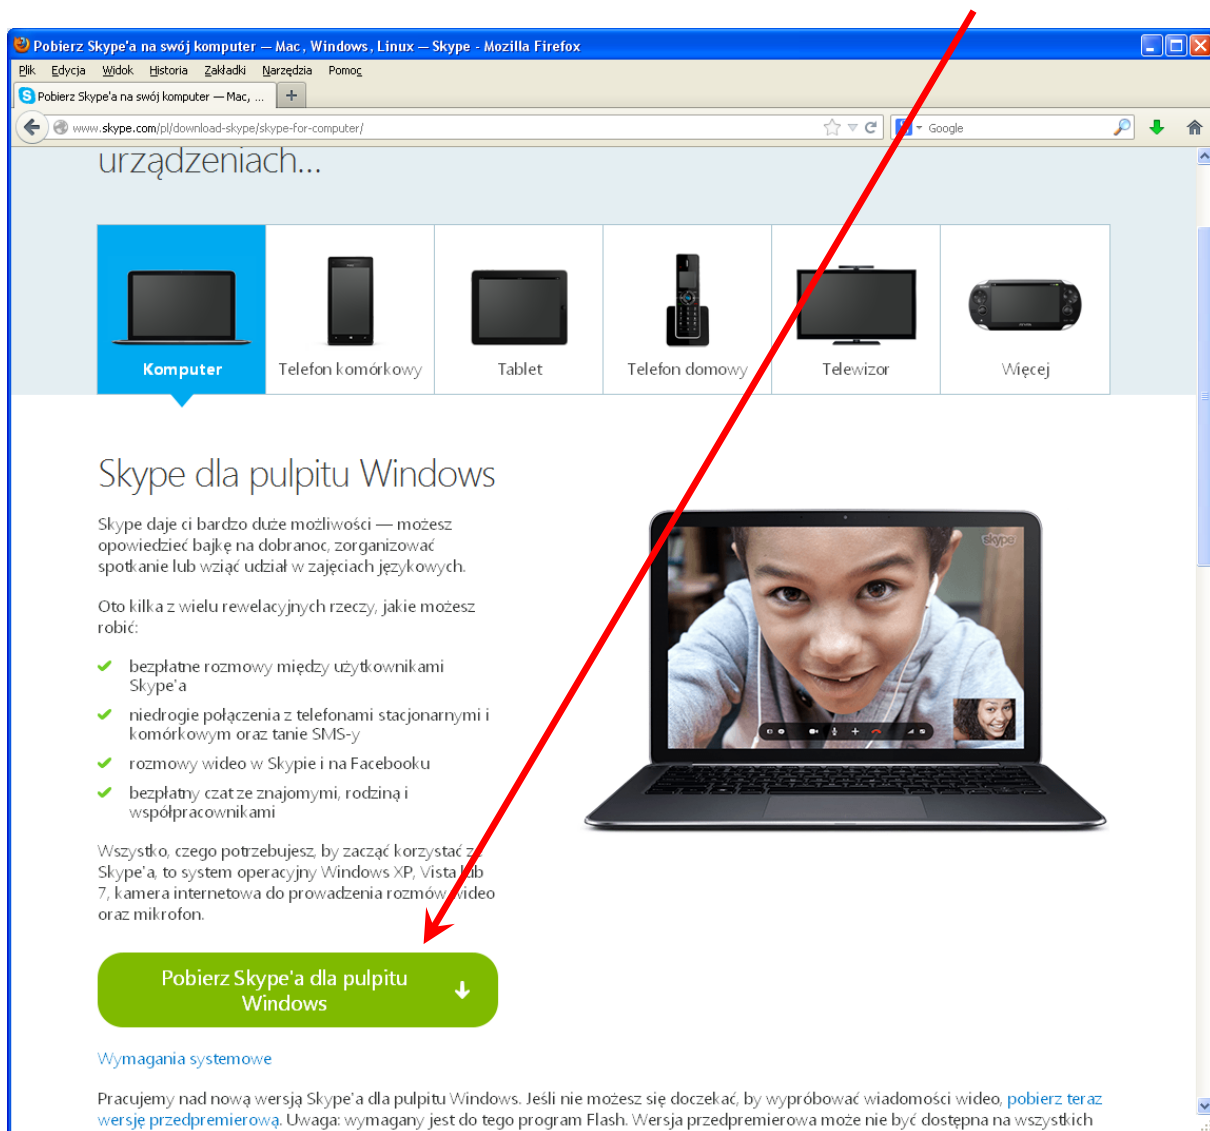 Pobierz Skype'a na swój komputer — Mac, Windows, Linux — Skype - Mozilla Firefox
Plik Edycja Widok Historia Zakładki Narzędzia Pomoc
Pobierz Skype'a na swój komputer — Mac, ...
www.skype.com/pl/download-skype/skype-for-computer/
Google
urządzeniach...
Komputer
Telefon komórkowy
Tablet
Telefon domowy
Telewizor
Więcej
Skype dla pulpitu Windows
Skype daje ci bardzo duże możliwości — możesz
opowiedzieć bajkę na dobranoc, zorganizować
spotkanie lub wziąć udział w zajęciach językowych.
Oto kilka z wielu rewelacyjnych rzeczy, jakie możesz
robić:
bezpłatne rozmowy między użytkownikami
Skype'a
niedrogie połączenia z telefonami stacjonarnymi i
komórkowym oraz tanie SMS-y
rozmowy wideo w Skypie i na Facebooku
bezpłatny czat ze znajomymi, rodziną i
współpracownikami
skype
Wszystko, czego potrzebujesz, by zacząć korzystać ze
Skype'a, to system operacyjny Windows XP, Vista lub
7, kamera internetowa do prowadzenia rozmów wideo
oraz mikrofon.
Pobierz Skype'a dla pulpitu
Windows
Wymagania systemowe
Pracujemy nad nową wersją Skype'a dla pulpitu Windows. Jeśli nie możesz się doczekać, by wypróbować wiadomości wideo, pobierz teraz
wersję przedpremierową. Uwaga: wymagany jest do tego program Flash. Wersja przedpremierowa może nie być dostępna na wszystkich